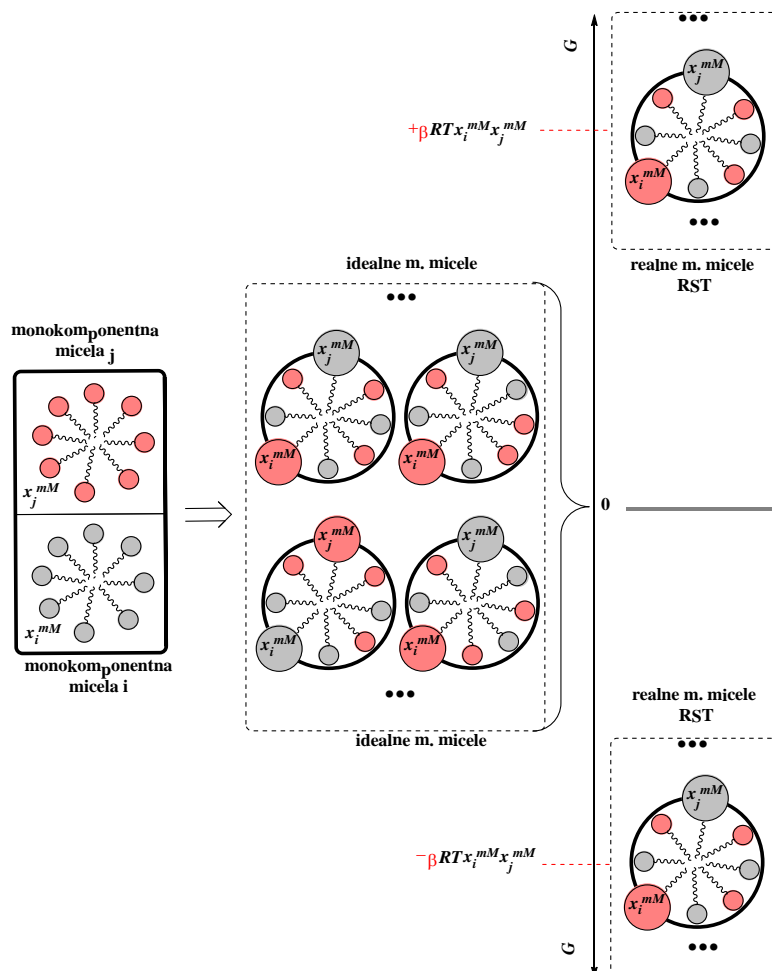 monokomponentna
micela j
x_j^mM
x_i^mM
monokomponentna
micela i
idealne m. micele
•••
x_j^mM
x_j^mM
x_i^mM
x_i^mM
x_j^mM
x_j^mM
x_i^mM
x_i^mM
•••
idealne m. micele
G
+βRTx_i^mM x_j^mM
0
−βRTx_i^mM x_j^mM
G
•••
x_j^mM
x_i^mM
•••
realne m. micele
RST
realne m. micele
RST
•••
x_j^mM
x_i^mM
•••